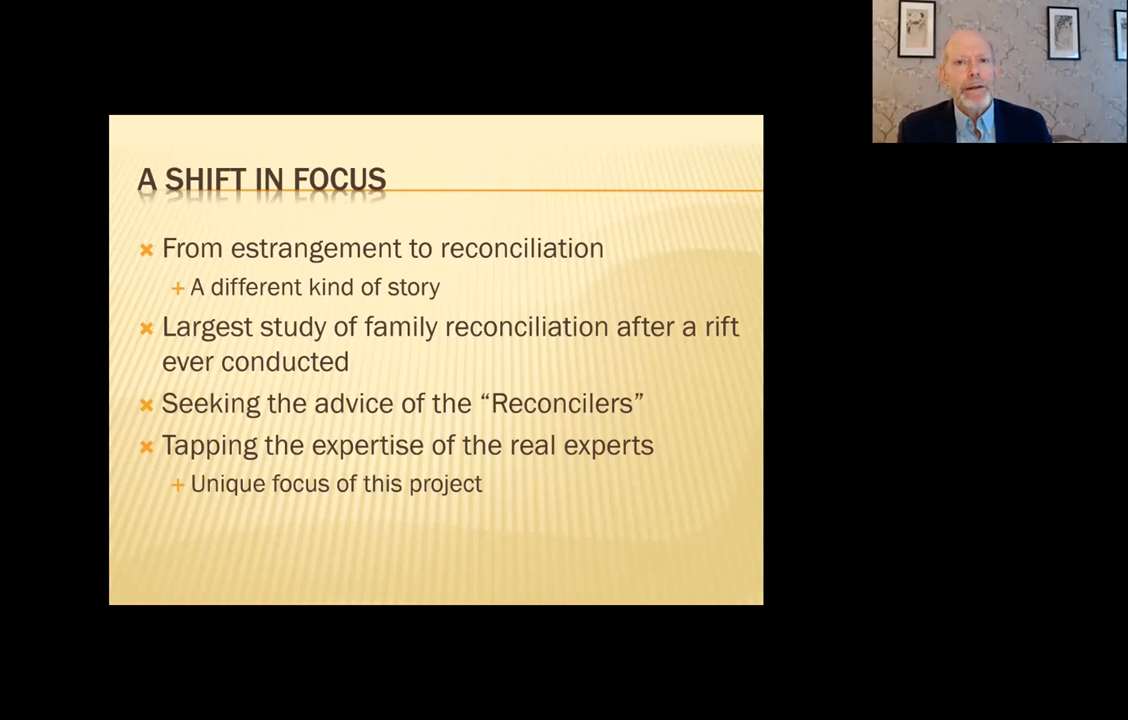 A SHIFT IN FOCUS
From estrangement to reconciliation
A different kind of story
Largest study of family reconciliation after a rift
ever conducted
Seeking the advice of the “Reconcilers”
Tapping the expertise of the real experts
Unique focus of this project